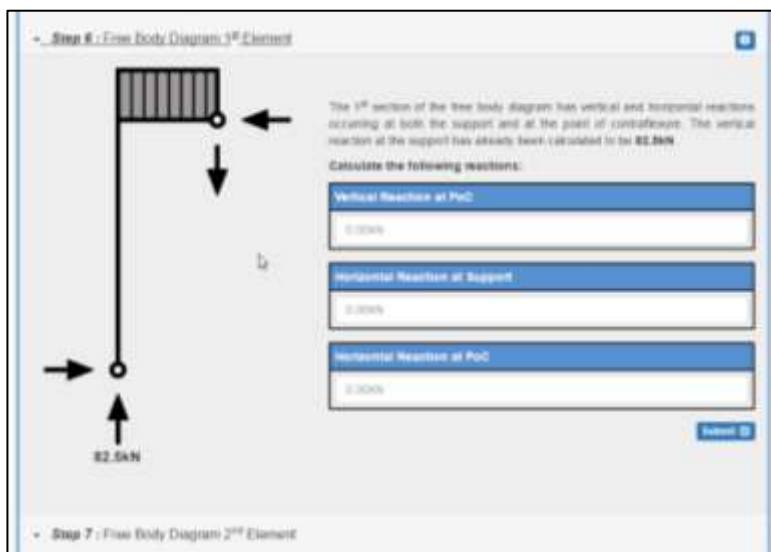 Step 6 : Free Body Diagram 1st Element
The 1st section of the free body diagram has vertical and horizontal reactions
occurring at both the support and at the point of contraflexure. The vertical
reaction at the support has already been calculated to be 82.5kN
Calculate the following reactions:
Vertical Reaction at PoC
0.00kN
Horizontal Reaction at Support
0.00kN
Horizontal Reaction at PoC
0.00kN
Submit
82.5kN
Step 7 : Free Body Diagram 2nd Element